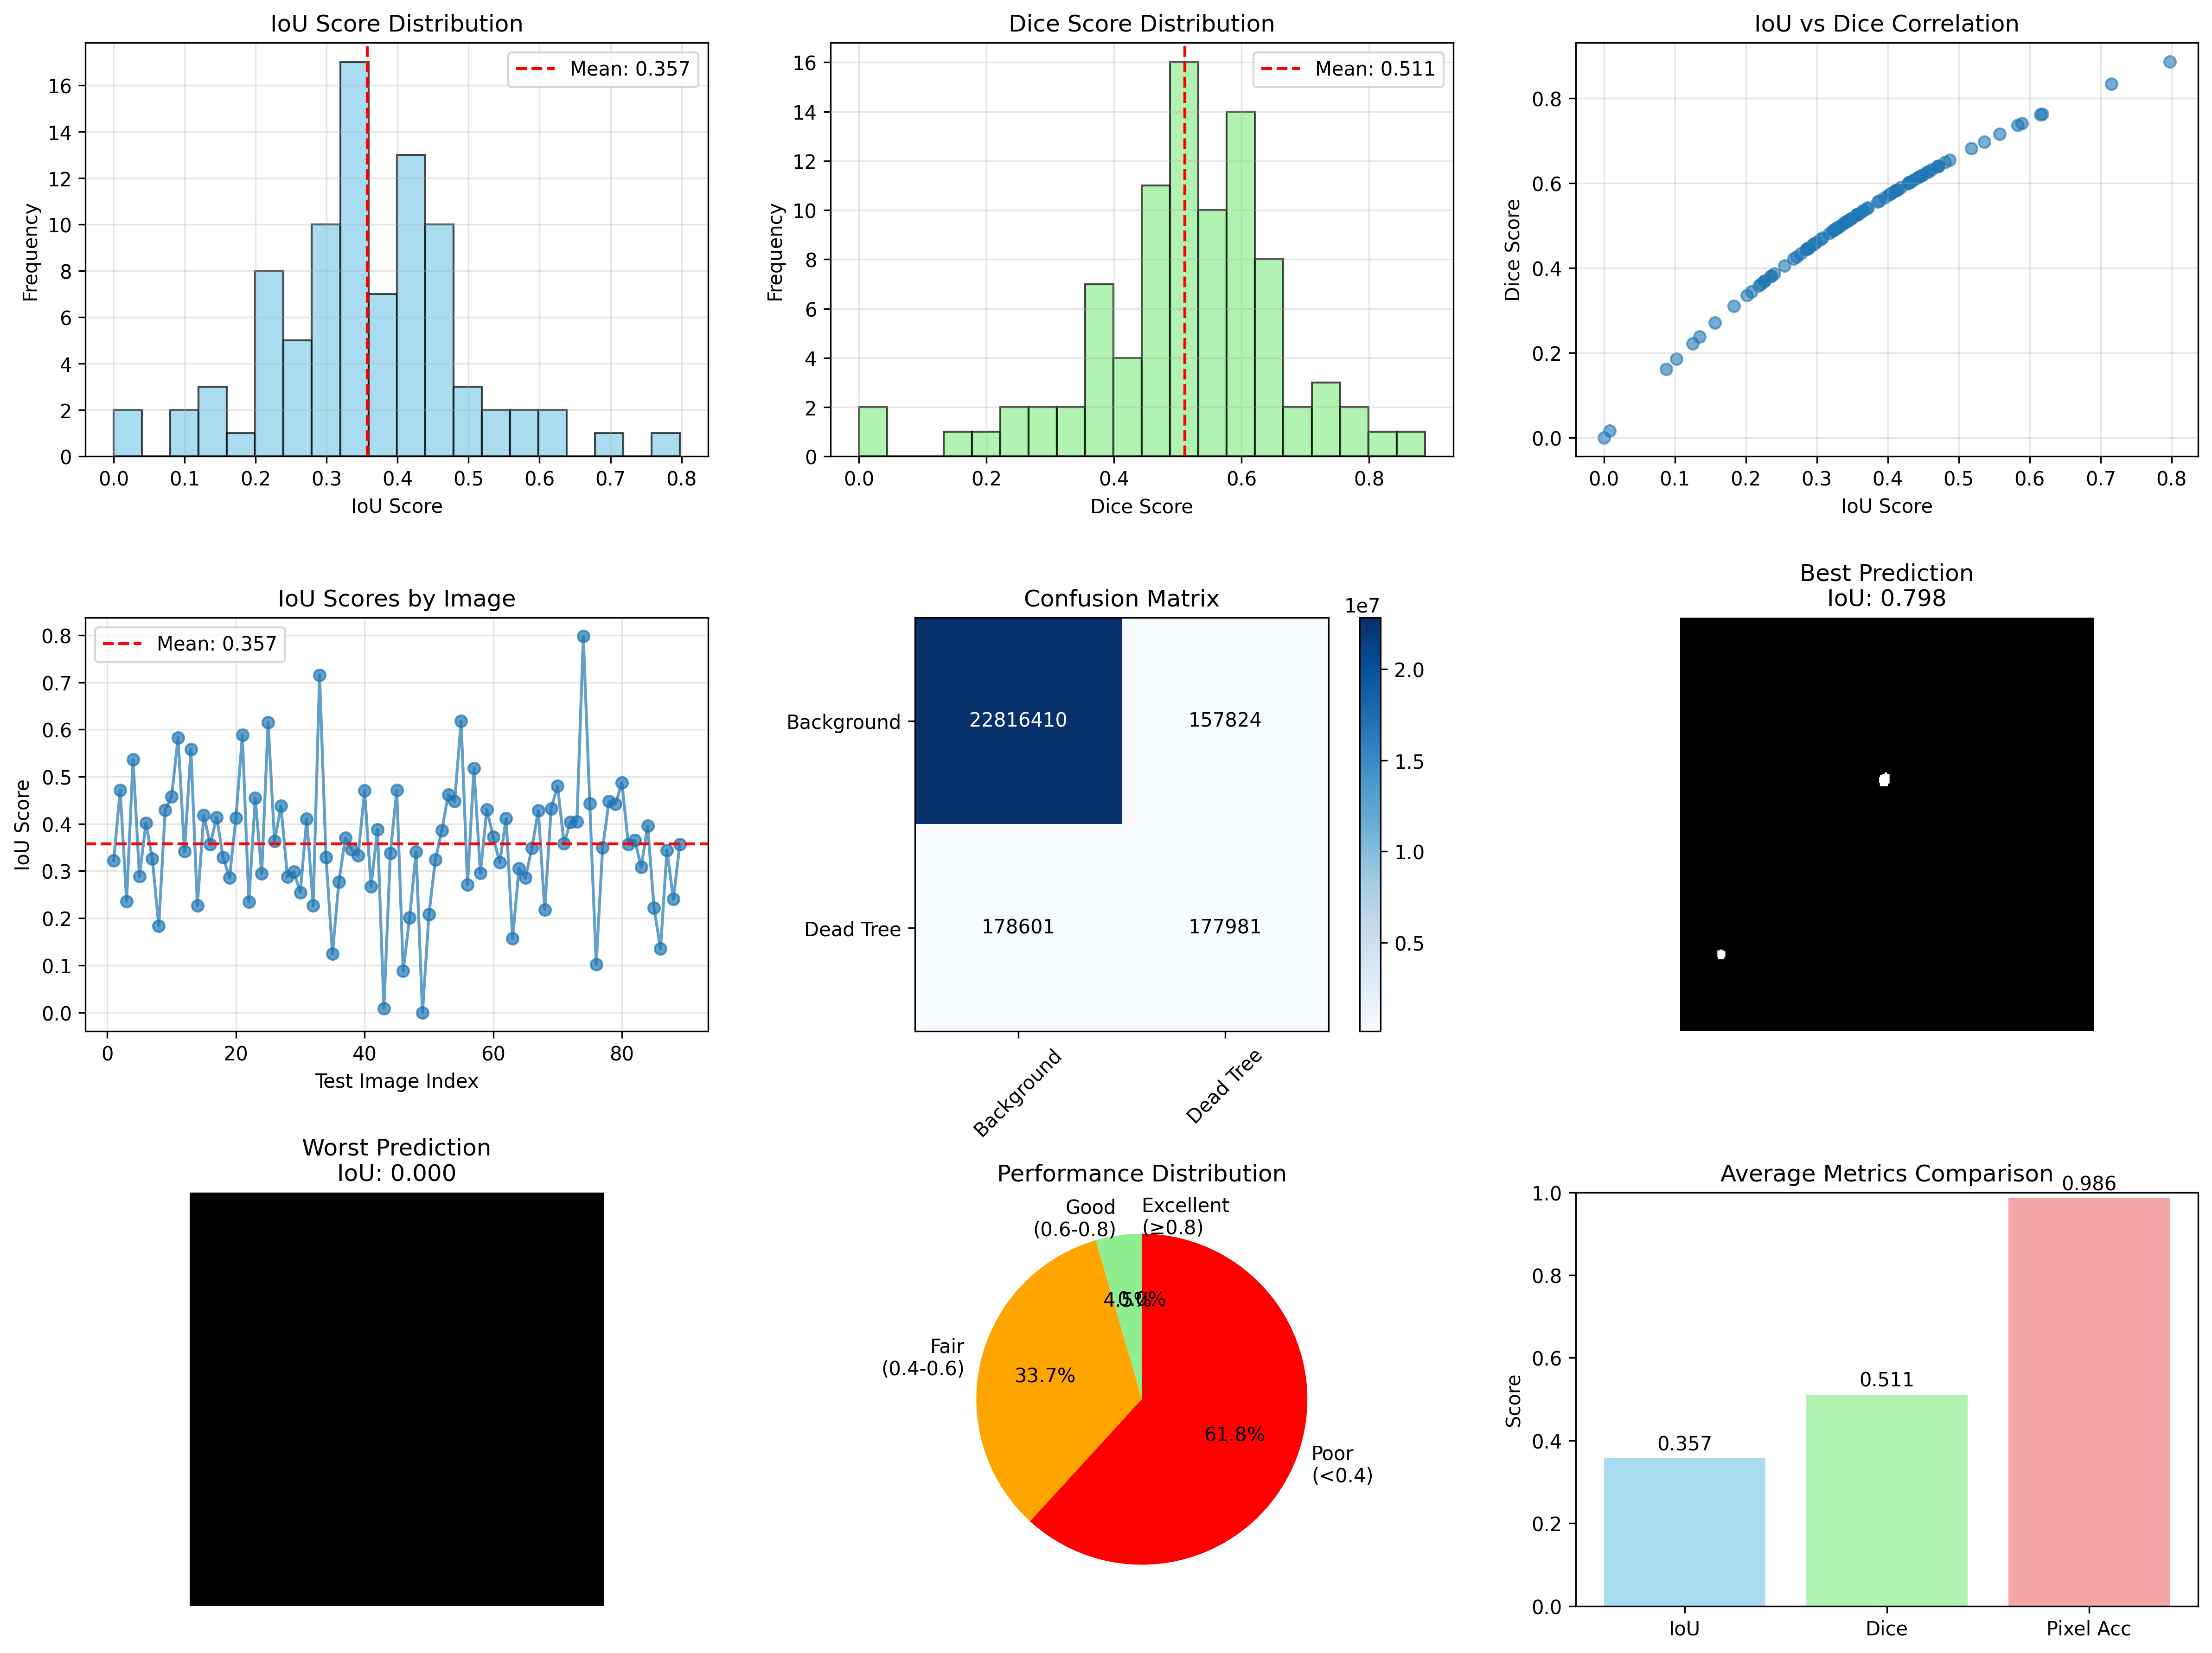 IoU Score Distribution
Mean: 0.357
Frequency
0
2
4
6
8
10
12
14
16
0.0 0.1 0.2 0.3 0.4 0.5 0.6 0.7 0.8
IoU Score
Dice Score Distribution
Mean: 0.511
Frequency
0
2
4
6
8
10
12
14
16
0.0 0.2 0.4 0.6 0.8
Dice Score
IoU vs Dice Correlation
Dice Score
0.0
0.2
0.4
0.6
0.8
0.0 0.1 0.2 0.3 0.4 0.5 0.6 0.7 0.8
IoU Score
IoU Scores by Image
Mean: 0.357
IoU Score
0.0
0.1
0.2
0.3
0.4
0.5
0.6
0.7
0.8
0 20 40 60 80
Test Image Index
Confusion Matrix
1e7
Background
22816410 157824
Dead Tree
178601 177981
Background
Dead Tree
2.0
1.5
1.0
0.5
Best Prediction
IoU: 0.798
Worst Prediction
IoU: 0.000
Performance Distribution
Good
(0.6-0.8)
Excellent
(≥0.8)
4.5%
0.0%
Fair
(0.4-0.6)
33.7%
61.8%
Poor
(<0.4)
Average Metrics Comparison
0.986
0.511
0.357
Score
0.0
0.2
0.4
0.6
0.8
1.0
IoU Dice Pixel Acc